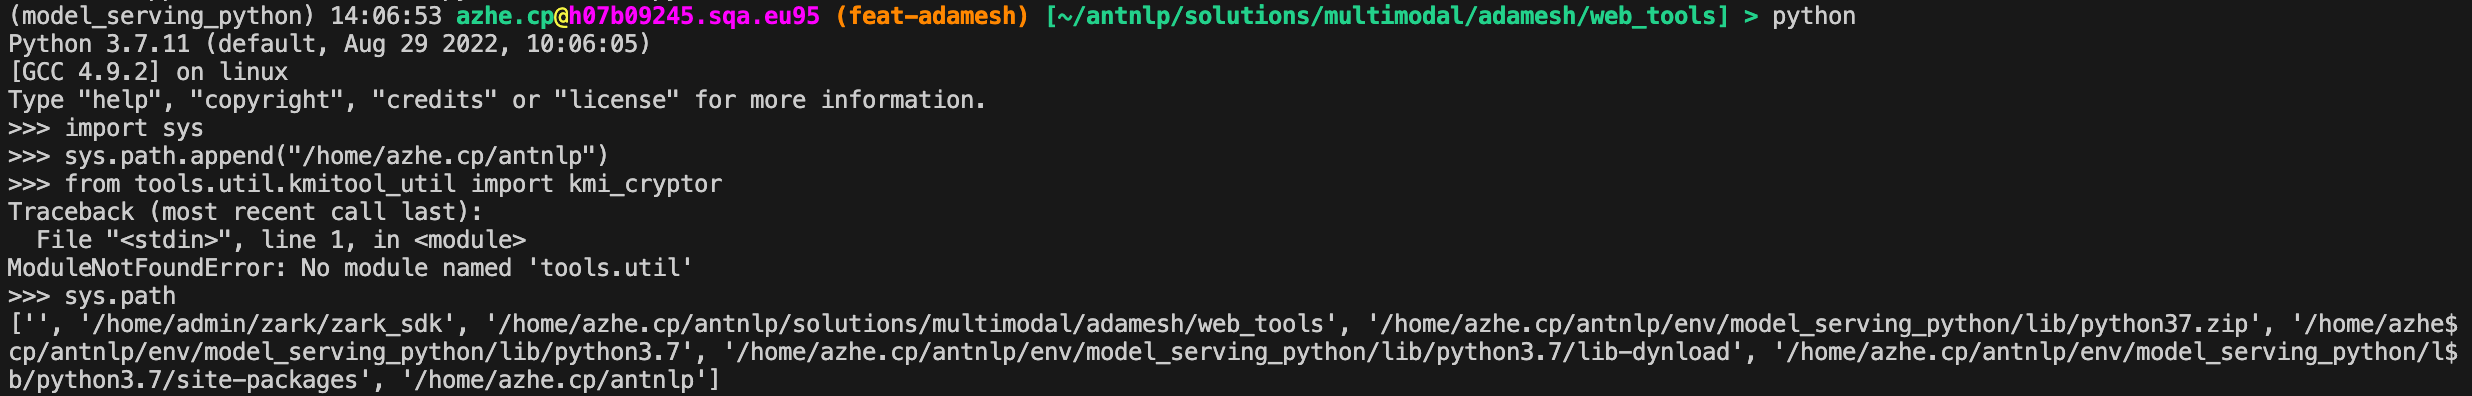 (model_serving_python) 14:06:53 azhe.cp@h07b09245.sqa.eu95 (feat-adamesh) [~/antnlp/solutions/multimodal/adamesh/web_tools] > python
Python 3.7.11 (default, Aug 29 2022, 10:06:05)
[GCC 4.9.2] on linux
Type "help", "copyright", "credits" or "license" for more information.
>>> import sys
>>> sys.path.append("/home/azhe.cp/antnlp")
>>> from tools.util.kmitool_util import kmi_cryptor
Traceback (most recent call last):
  File "<stdin>", line 1, in <module>
ModuleNotFoundError: No module named 'tools.util'
>>> sys.path
['', '/home/admin/zark/zark_sdk', '/home/azhe.cp/antnlp/solutions/multimodal/adamesh/web_tools', '/home/azhe.cp/antnlp/env/model_serving_python/lib/python37.zip', '/home/azhe$
cp/antnlp/env/model_serving_python/lib/python3.7', '/home/azhe.cp/antnlp/env/model_serving_python/lib/python3.7/lib-dynload', '/home/azhe.cp/antnlp/env/model_serving_python/l$
b/python3.7/site-packages', '/home/azhe.cp/antnlp']